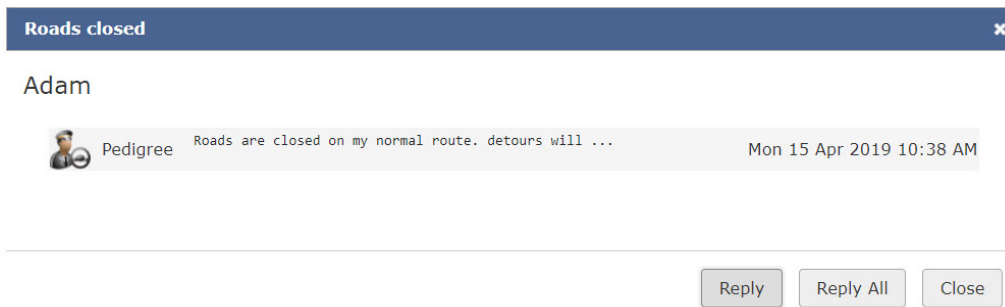 Roads closed
Adam
Pedigree Roads are closed on my normal route. detours will ... Mon 15 Apr 2019 10:38 AM
Reply Reply All Close